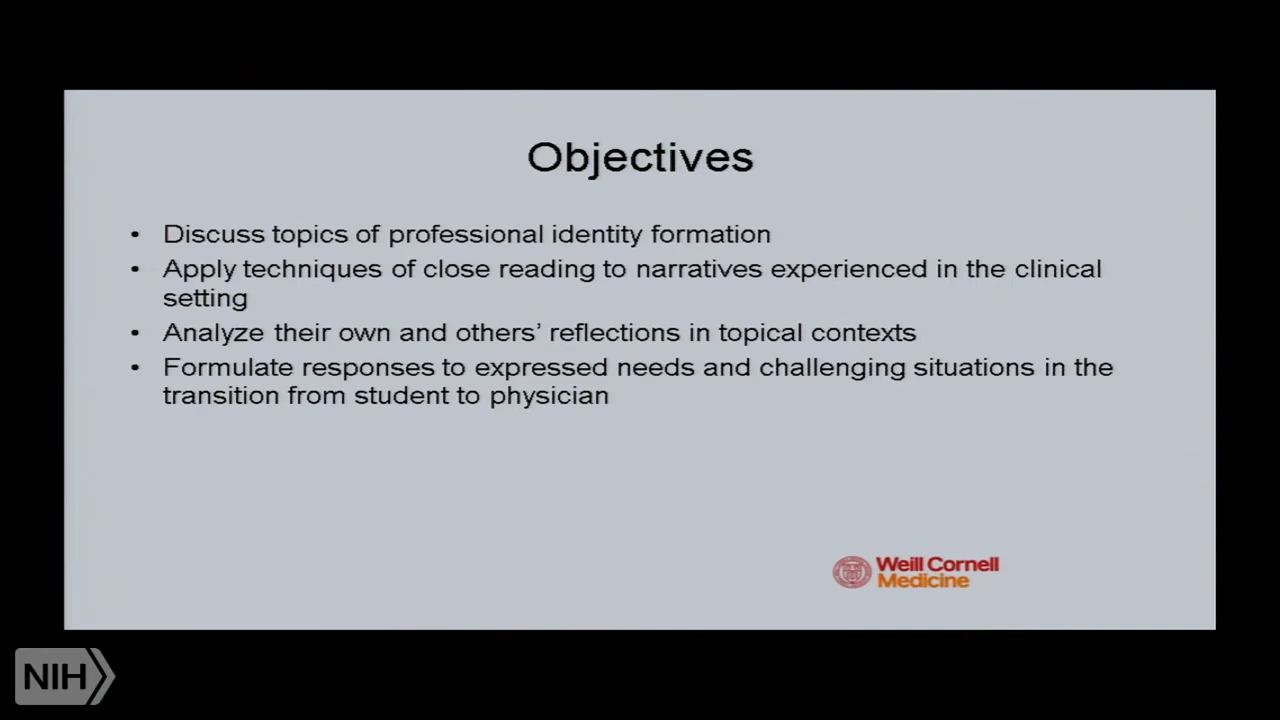 Objectives
• Discuss topics of professional identity formation
• Apply techniques of close reading to narratives experienced in the clinical
setting
• Analyze their own and others’ reflections in topical contexts
• Formulate responses to expressed needs and challenging situations in the
transition from student to physician
Weill Cornell
Medicine
NIH